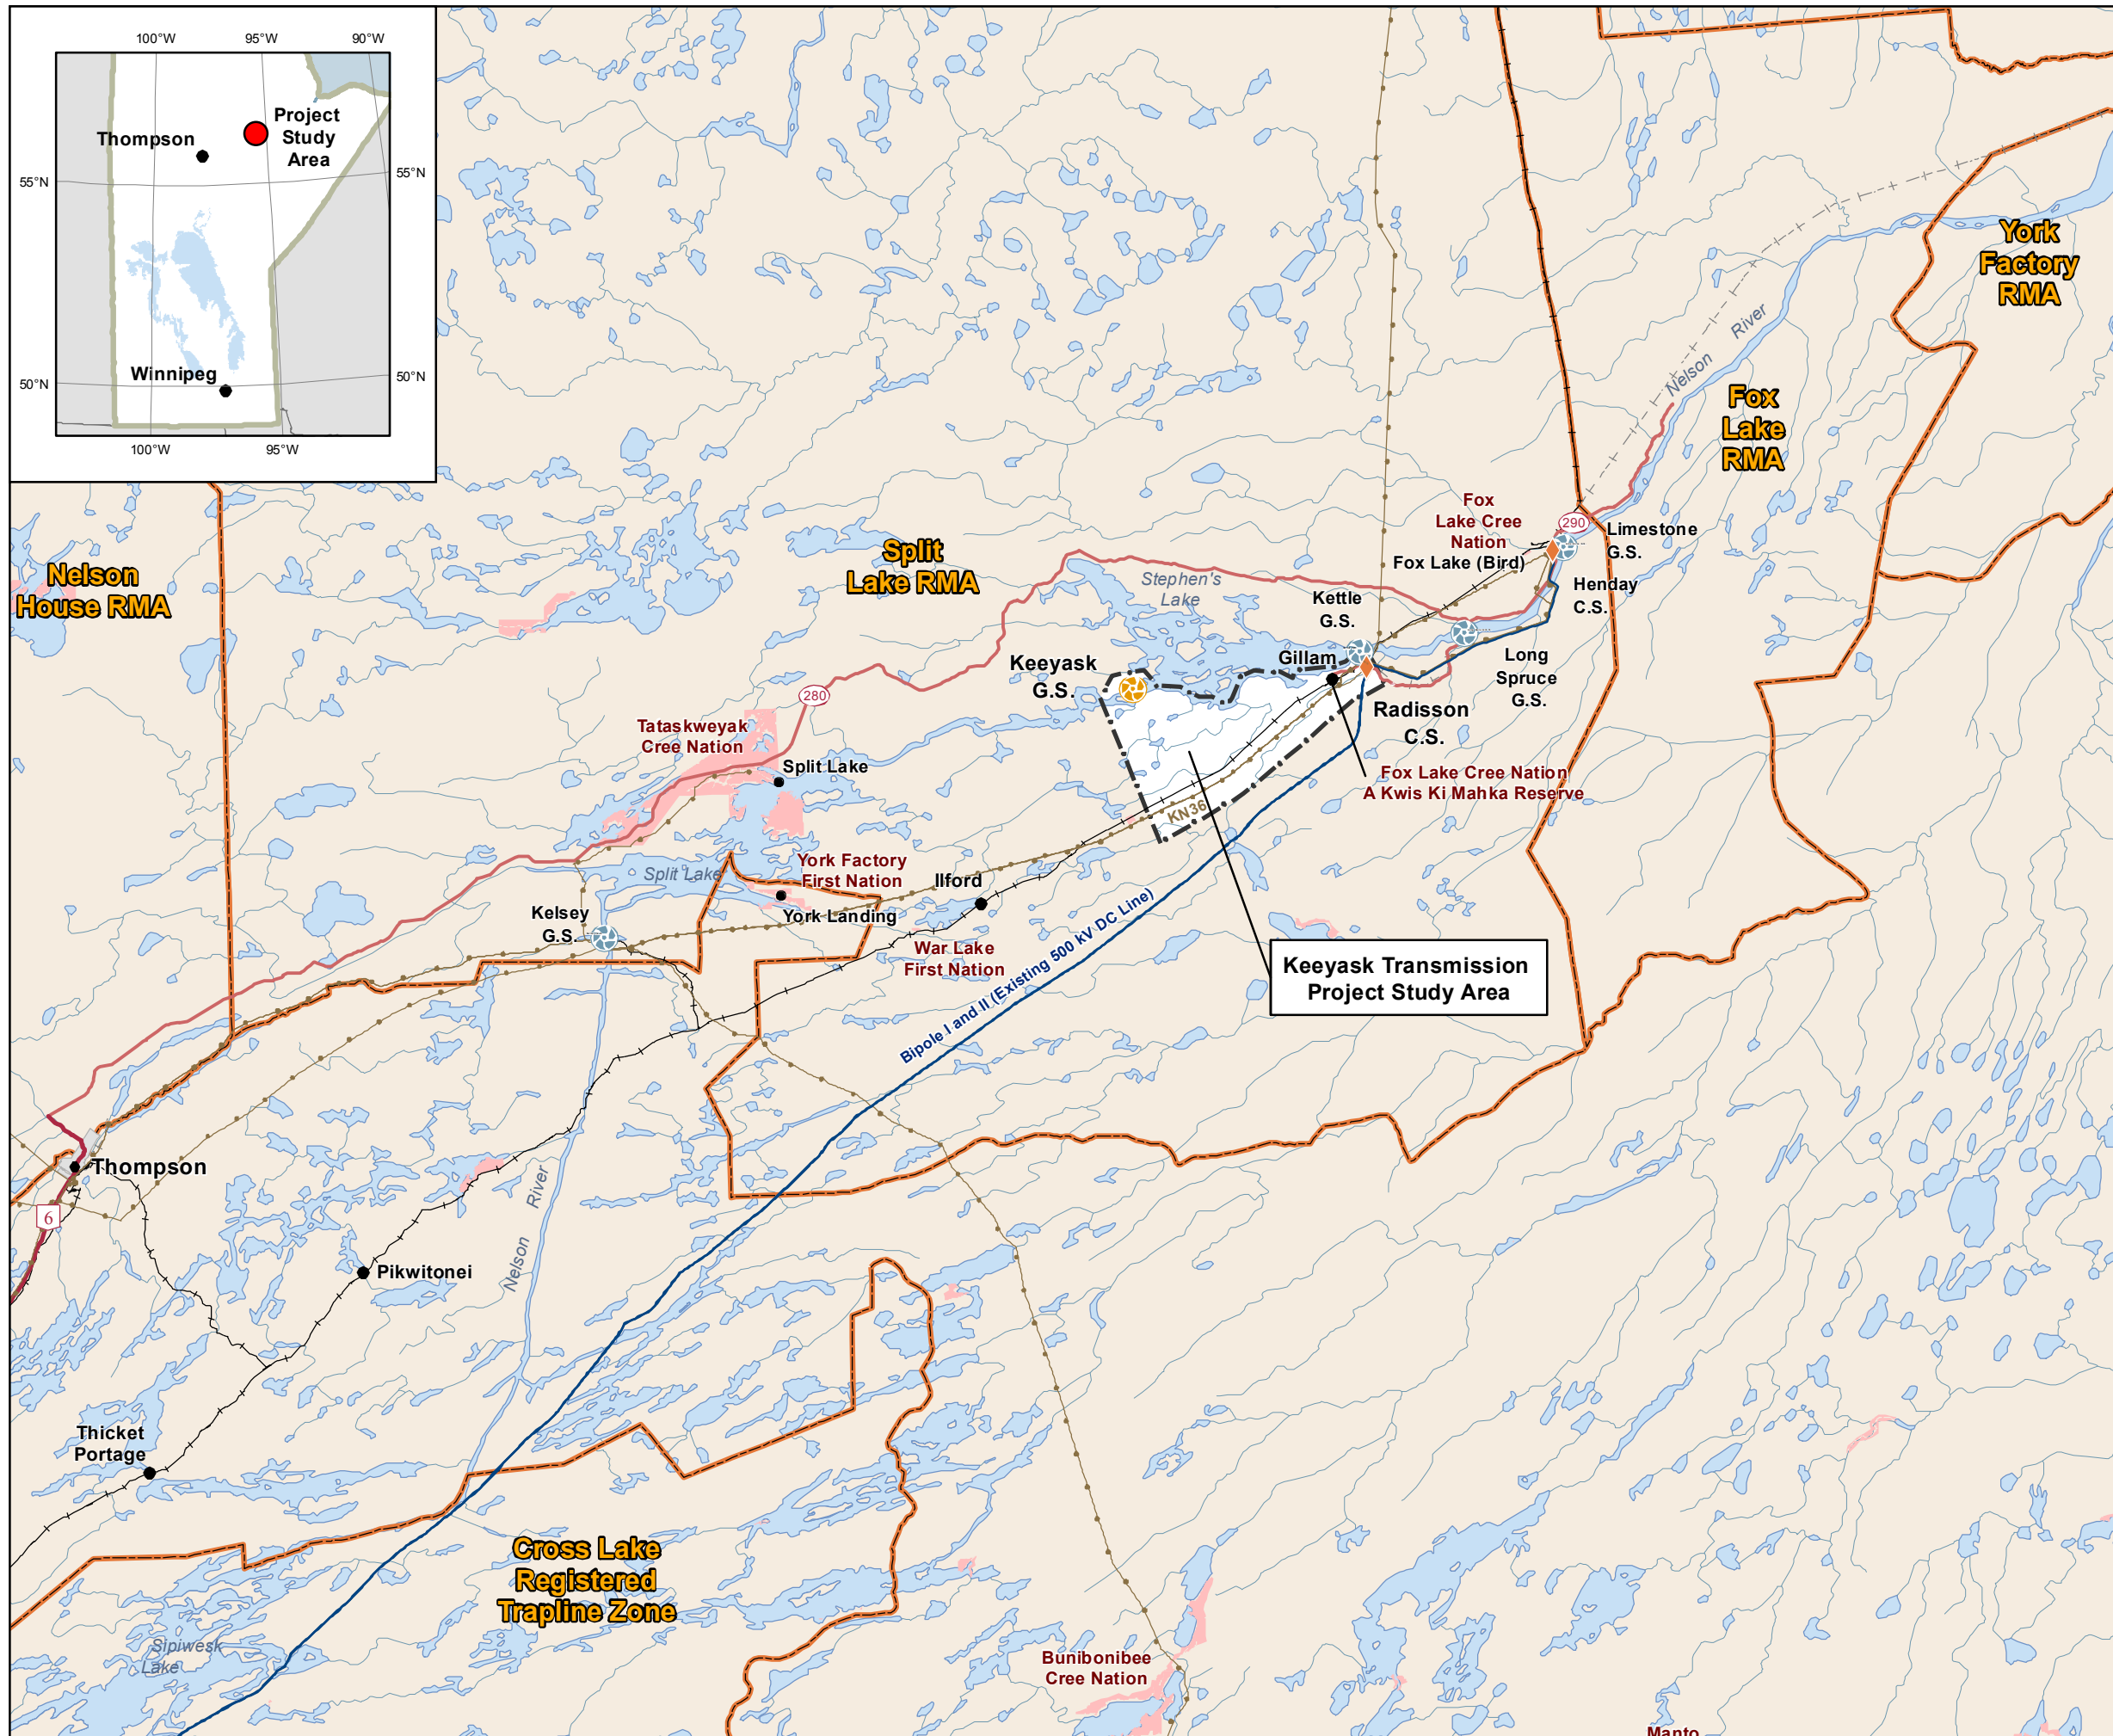 100°W
95°W
90°W
Project
Study
Area
Thompson
55°N
55°N
Winnipeg
50°N
50°N
100°W
95°W
York
Factory
RMA
Nelson River
Fox
Lake
RMA
Fox
Lake Cree
Nation
Fox Lake (Bird)
290
Limestone
G.S.
Henday
C.S.
Split
Lake RMA
Nelson
House RMA
Stephen's
Lake
Kettle
G.S.
Gillam
Keeyask
G.S.
Long
Spruce
G.S.
Radisson
C.S.
280
Tataskweyak
Cree Nation
Split Lake
Fox Lake Cree Nation
A Kwis Ki Mahka Reserve
KN36
York Factory
First Nation
Split Lake
Ilford
York Landing
Kelsey
G.S.
War Lake
First Nation
Bipole I and II (Existing 500 kV DC Line)
Keeyask Transmission
Project Study Area
Thompson
6
Nelson River
Pikwitonei
Thicket
Portage
Cross Lake
Registered
Trapline Zone
Sipiwesk
Lake
Bunibonibee
Cree Nation
Manto